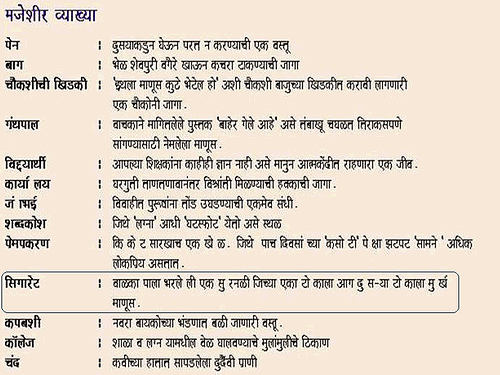 मजेशीर व्याख्या
पेन : दुसयाकडुन घेऊन परत न करण्याची एक वस्तू
बाग : भेळ शेवपुरी वगैरे खाऊन कचरा टाकण्याची जागा
चौकशीची खिडकी : 'इथला माणूस कुटे भेटेल हो' अशी चौकशी बाजुच्या खिडकीत करावी लागणारी
एक चौकोनी जागा .
गंथपाल : वाचकाने मागितलेले पुस्तक 'बाहेर गेले आहे' असे तंबाखू चघळत तिराकसपणे
सांगण्यासाटी नेमलेला माणूस.
विद्यार्थी : आपल्या शिक्षकांना काहीही ज्ञान नाही असे मानुन आत्मकेंदीत राहणारा एक जीव.
कार्या लय : घरगुती ताणतणावानंतर विश्रांती मिळण्याची हक्काची जागा .
जां भई : विवाहीत पुरूषांना तोंड उघडण्याची एकमेव संधी.
शब्दकोश : जिथे 'लग्ना' आधी 'घटस्फोट' येतो असे स्थळ
पेमपकरण : कि के ट सारखाच एक खे ळ . जिथे पाच दिवसां च्या 'कसो टी' पे क्षा झटपट 'सामने ' अधिक
लोकप्रिय असतात .
सिगारेट : वाळ्का पाला भरले ली एक सु रनळी जिच्या एका टो काला आग दु स-या टो काला मु र्ख
माणूस .
कपबशी : नवरा बायकोच्या भंडणात बळी जाणारी वस्तू .
कॉलेज : शाळा व लग्न यामधील वेळ घालवण्याचे मुलांमुलींचे टिकाण
चंद : कवीच्या हातात सापडलेला दुर्दैवी प्राणी